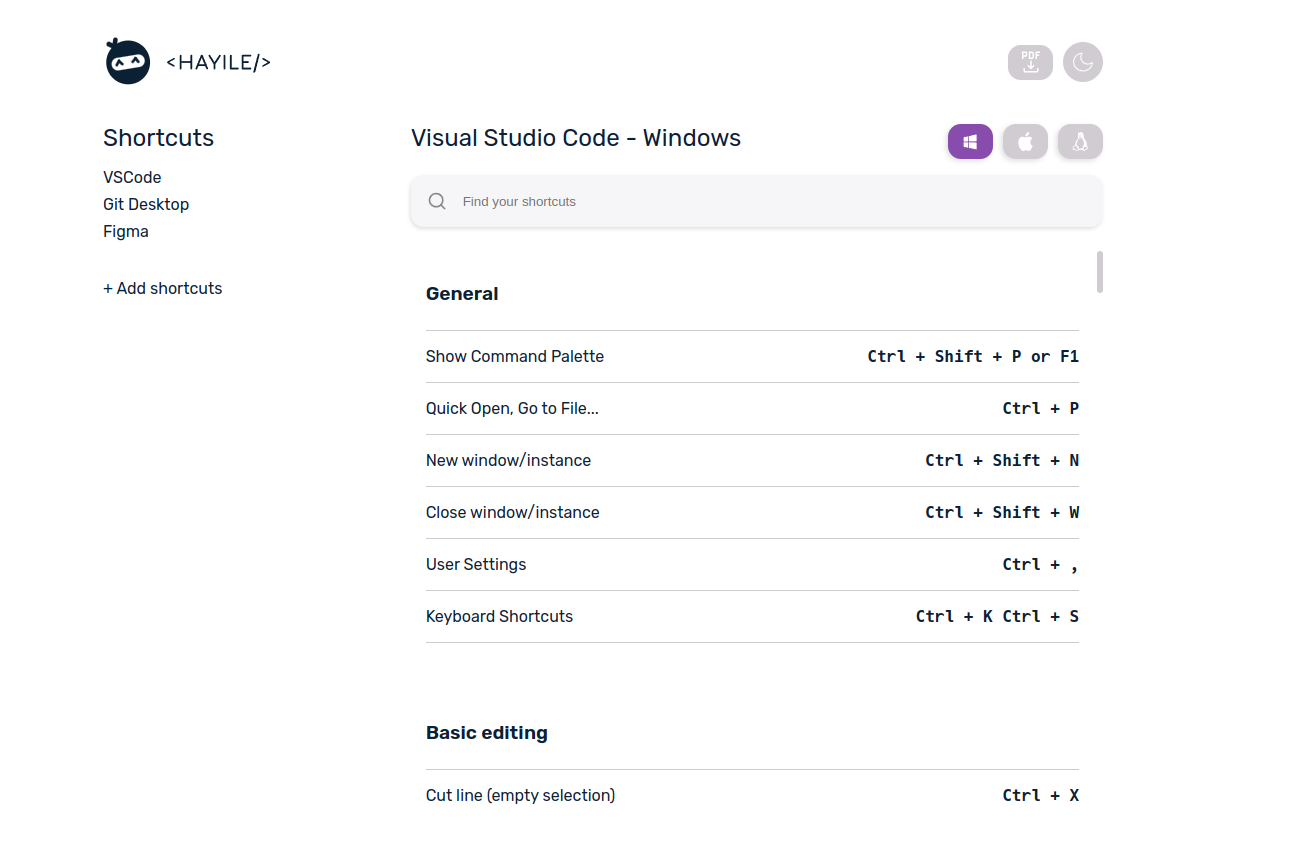 <HAYILE/>
PDF
Shortcuts
VSCode
Git Desktop
Figma
+ Add shortcuts
Visual Studio Code - Windows
Find your shortcuts
General
Show Command Palette Ctrl + Shift + P or F1
Quick Open, Go to File... Ctrl + P
New window/instance Ctrl + Shift + N
Close window/instance Ctrl + Shift + W
User Settings Ctrl + ,
Keyboard Shortcuts Ctrl + K Ctrl + S
Basic editing
Cut line (empty selection) Ctrl + X